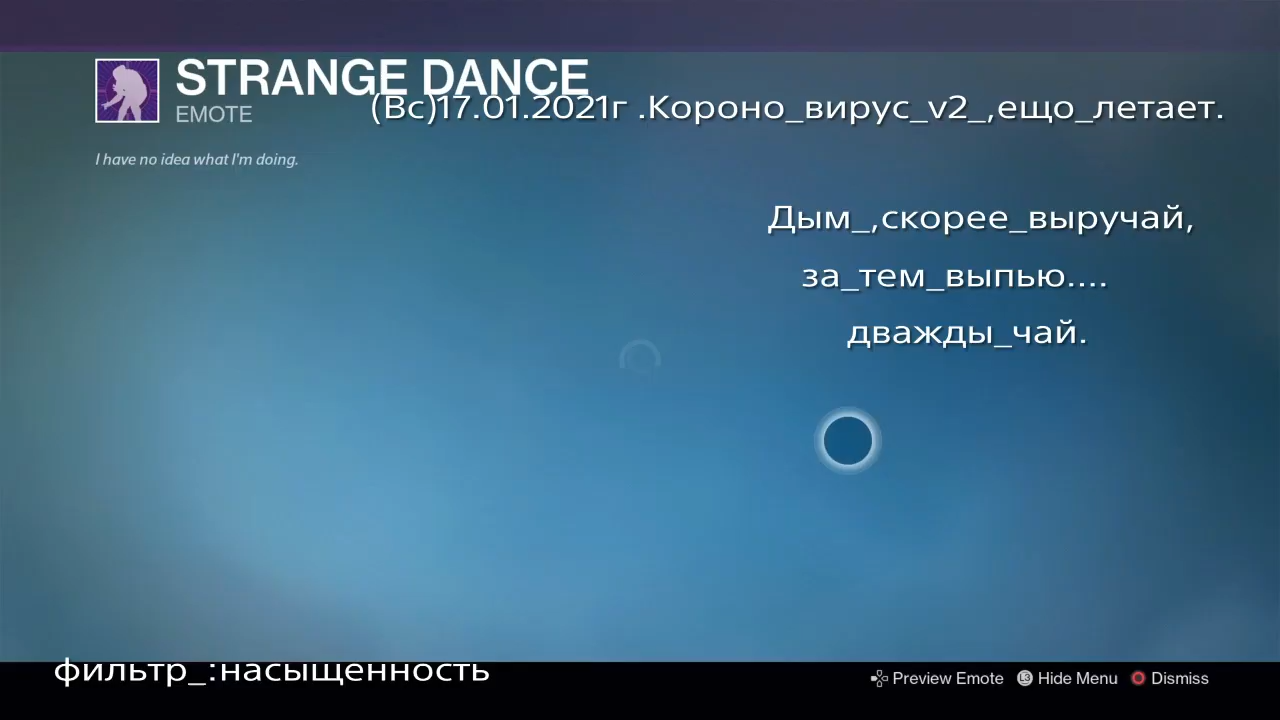 STRANGE DANCE
EMOTE
(Вс)17.01.2021г .Короно_вирус_v2_,ещо_летает.
I have no idea what I'm doing.
Дым_,скорее_выручай,
за_тем_выпью....
дважды_чай.
фильтр_:насыщенность
Preview Emote L3 Hide Menu Dismiss